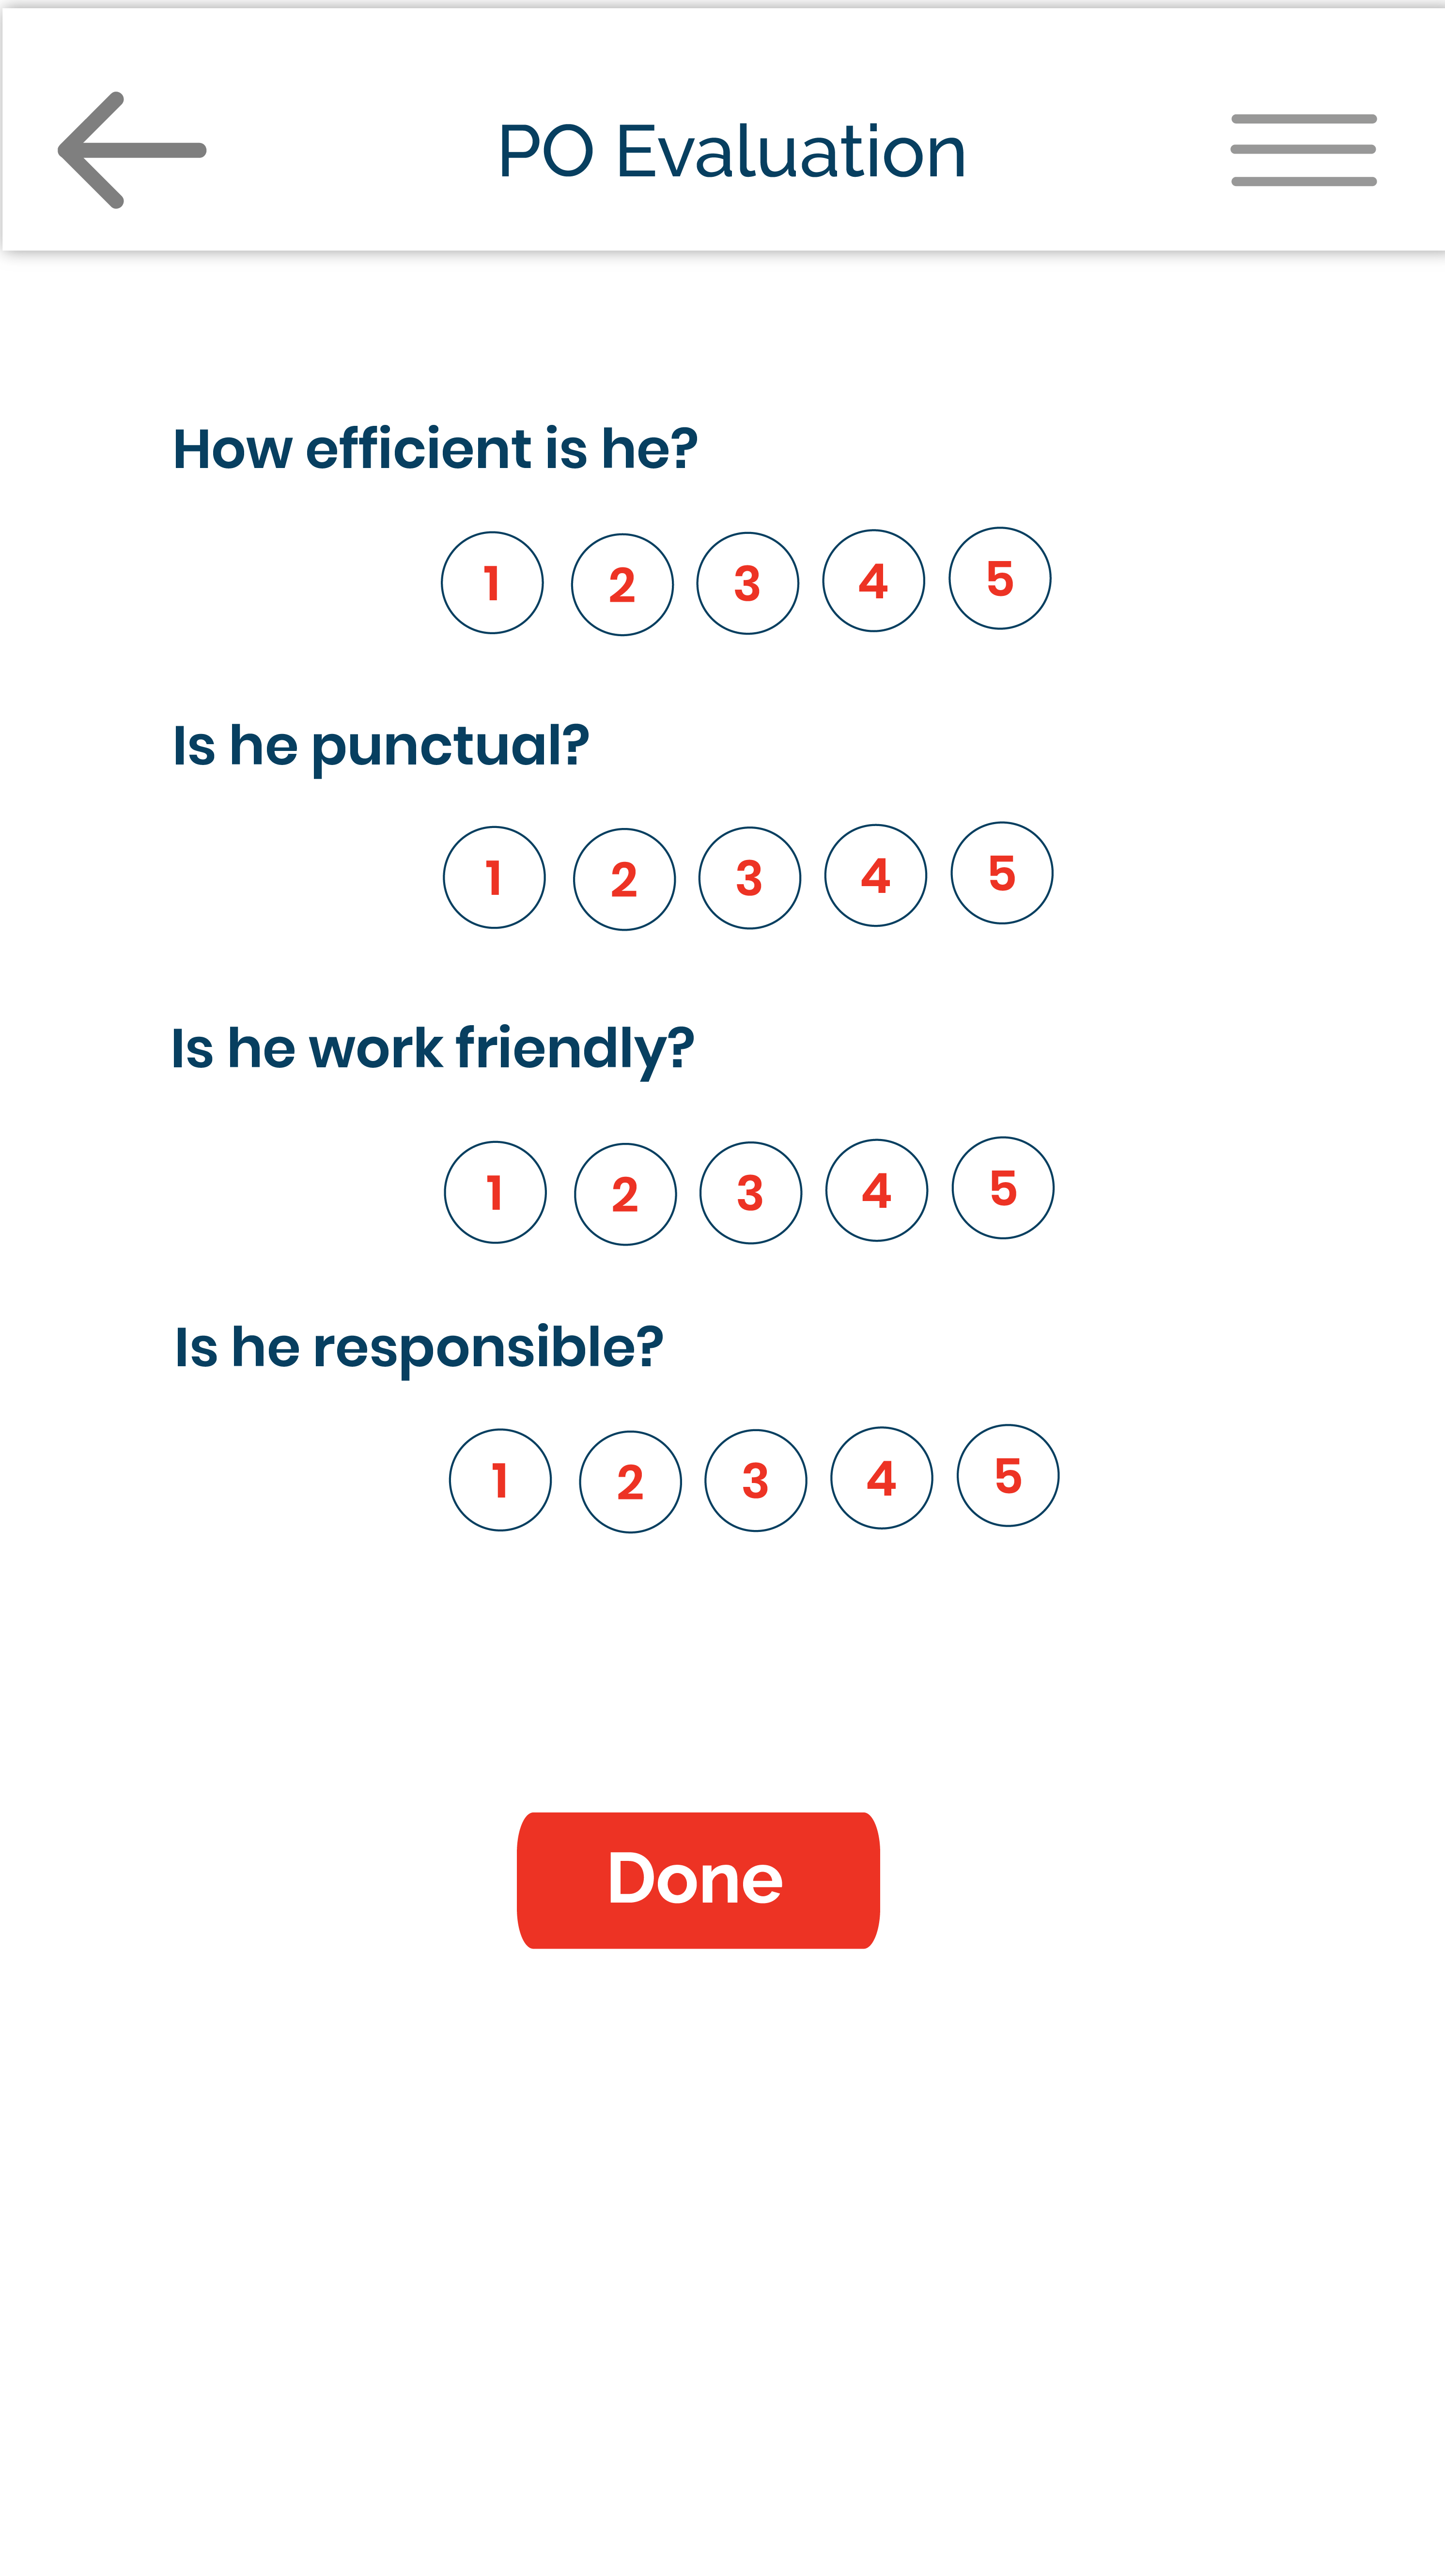 PO Evaluation
How efficient is he?
1 2 3 4 5
Is he punctual?
1 2 3 4 5
Is he work friendly?
1 2 3 4 5
Is he responsible?
1 2 3 4 5
Done